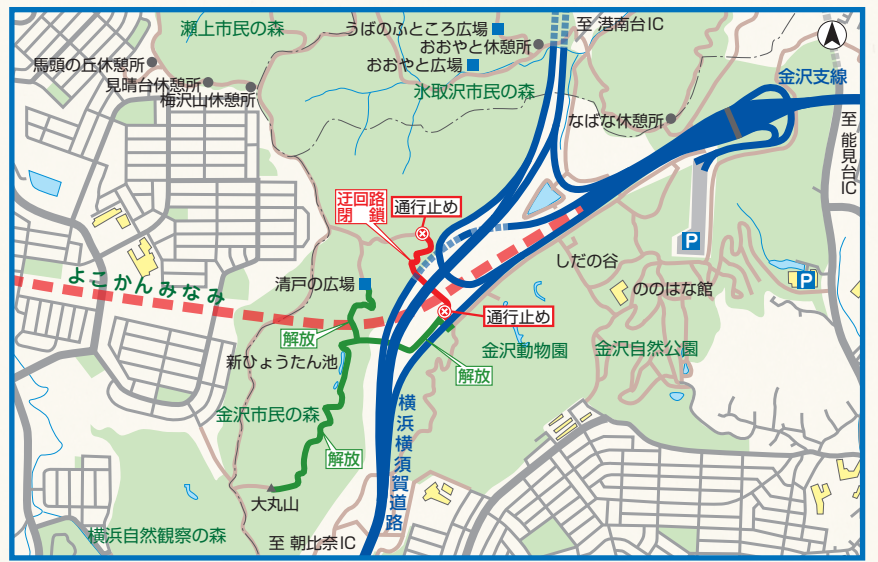 瀬上市民の森
うばのふところ広場
至 港南台IC
おおやと休憩所
馬頭の丘休憩所
おおやと広場
金沢支線
見晴台休憩所
梅沢山休憩所
氷取沢市民の森
なばな休憩所
至 能見台IC
迂回路
閉鎖
通行止め
P
しだの谷
よこかんみなみ
清戸の広場
P
ののはな館
通行止め
解放
新ひょうたん池
金沢動物園
金沢自然公園
解放
金沢市民の森
横浜横須賀道路
解放
大丸山
横浜自然観察の森
至 朝比奈IC